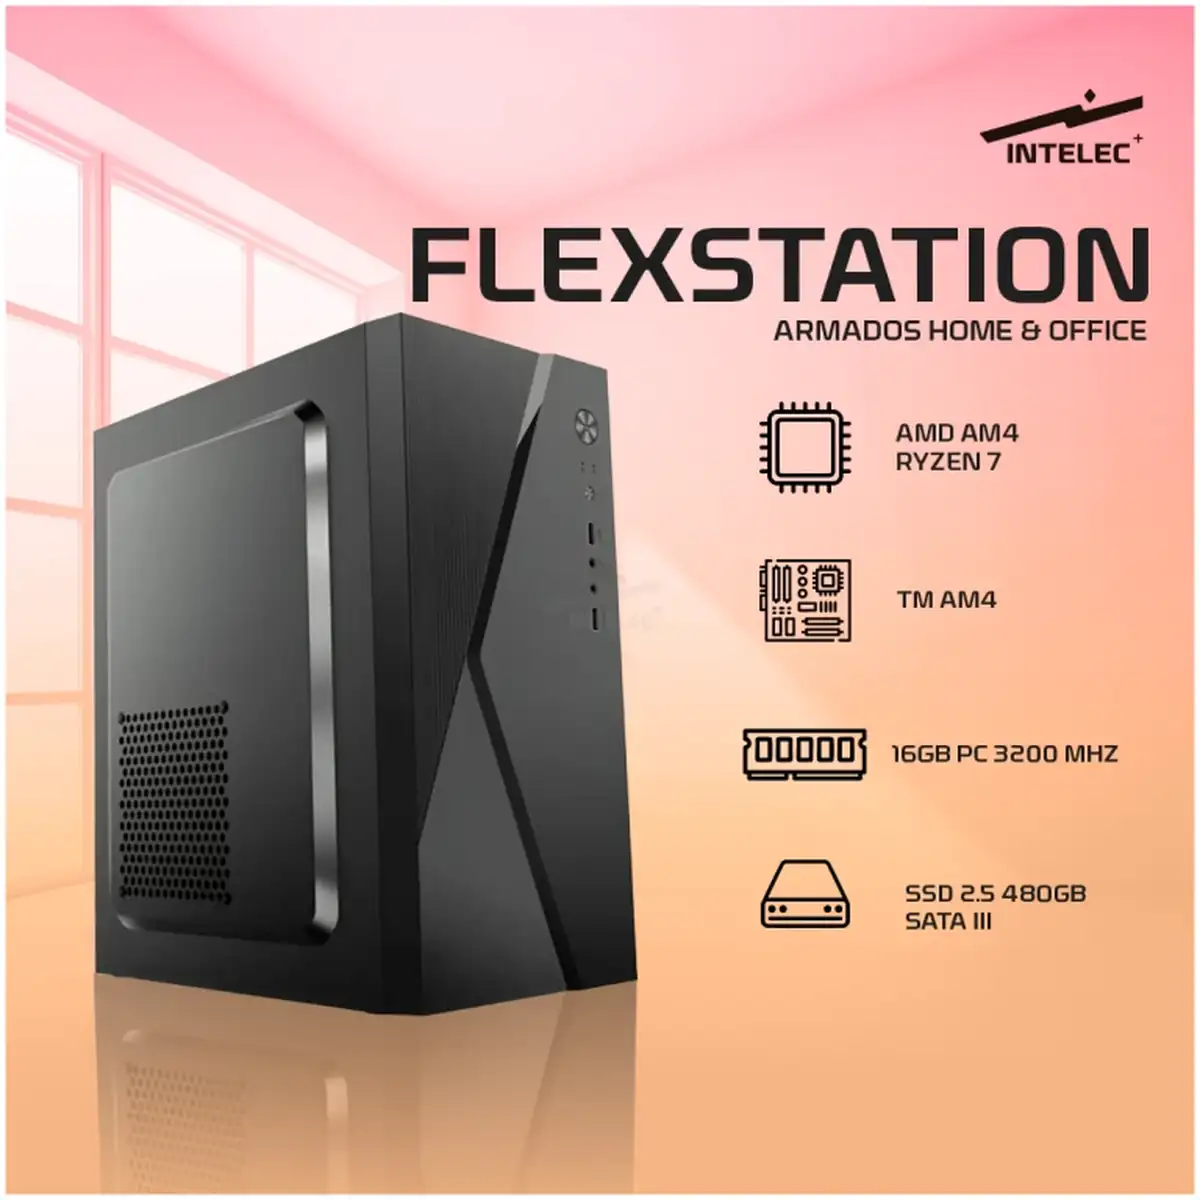 INTELEC+
FLEXSTATION
ARMADOS HOME & OFFICE
AMD AM4
RYZEN 7
TM AM4
16GB PC 3200 MHZ
SSD 2.5 480GB
SATA III